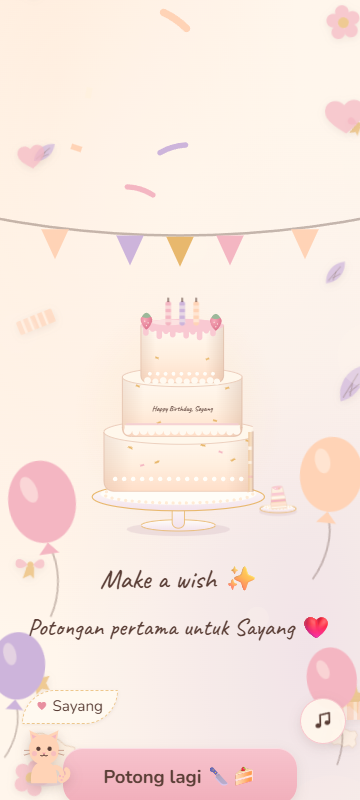 Happy Birthday, Sayang
Make a wish ✨
Potongan pertama untuk Sayang ❤️
Sayang
Potong lagi 🔪 🍰